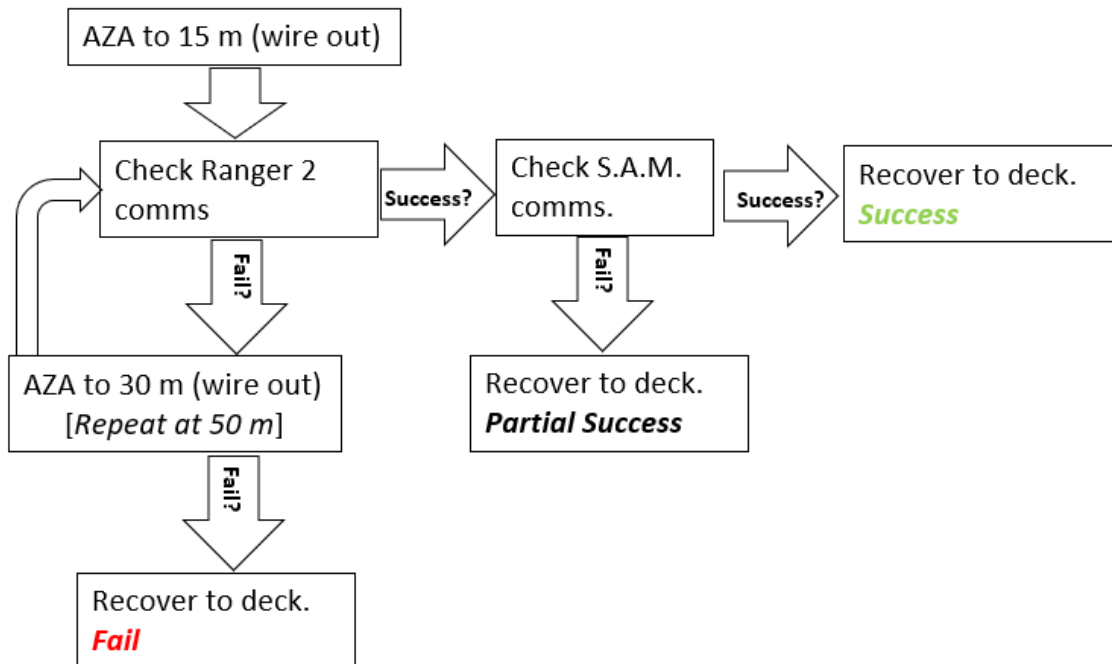 AZA to 15 m (wire out)
Check Ranger 2
comms
Success?
Check S.A.M.
comms.
Success?
Recover to deck.
Success
Fail?
Fail?
AZA to 30 m (wire out)
[Repeat at 50 m]
Recover to deck.
Partial Success
Fail?
Recover to deck.
Fail